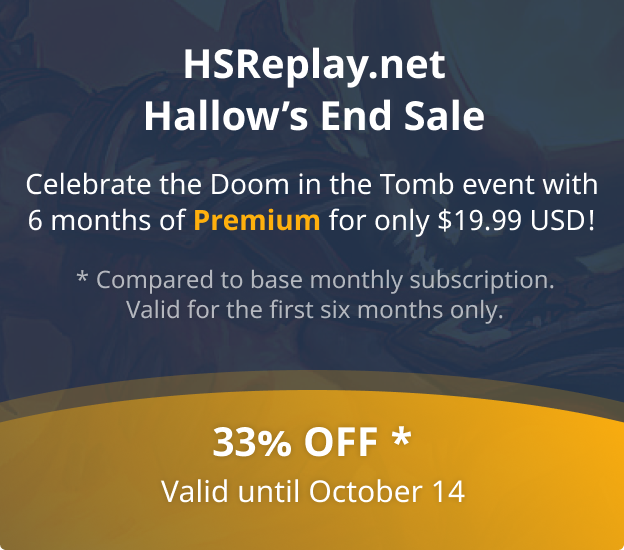 HSReplay.net
Hallow’s End Sale
Celebrate the Doom in the Tomb event with
6 months of Premium for only $19.99 USD!
* Compared to base monthly subscription.
Valid for the first six months only.
33% OFF *
Valid until October 14